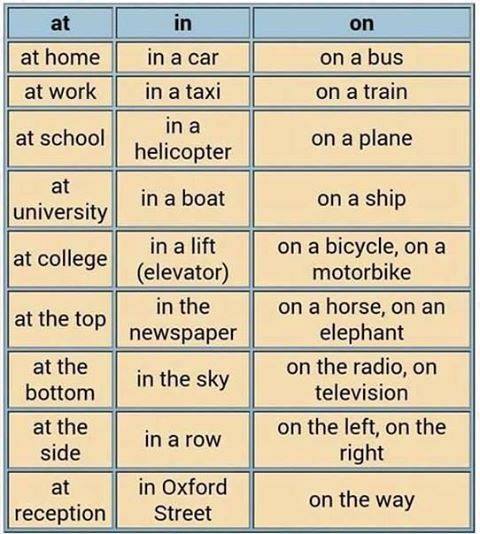 at in on
at home in a car on a bus
at work in a taxi on a train
at school in a helicopter on a plane
at university in a boat on a ship
at college in a lift (elevator) on a bicycle, on a motorbike
at the top in the newspaper on a horse, on an elephant
at the bottom in the sky on the radio, on television
at the side in a row on the left, on the right
at reception in Oxford Street on the way